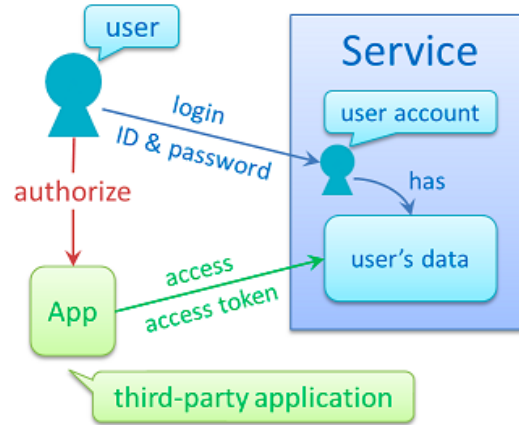 user
Service
login
ID & password
user account
has
authorize
user's data
access
access token
App
third-party application